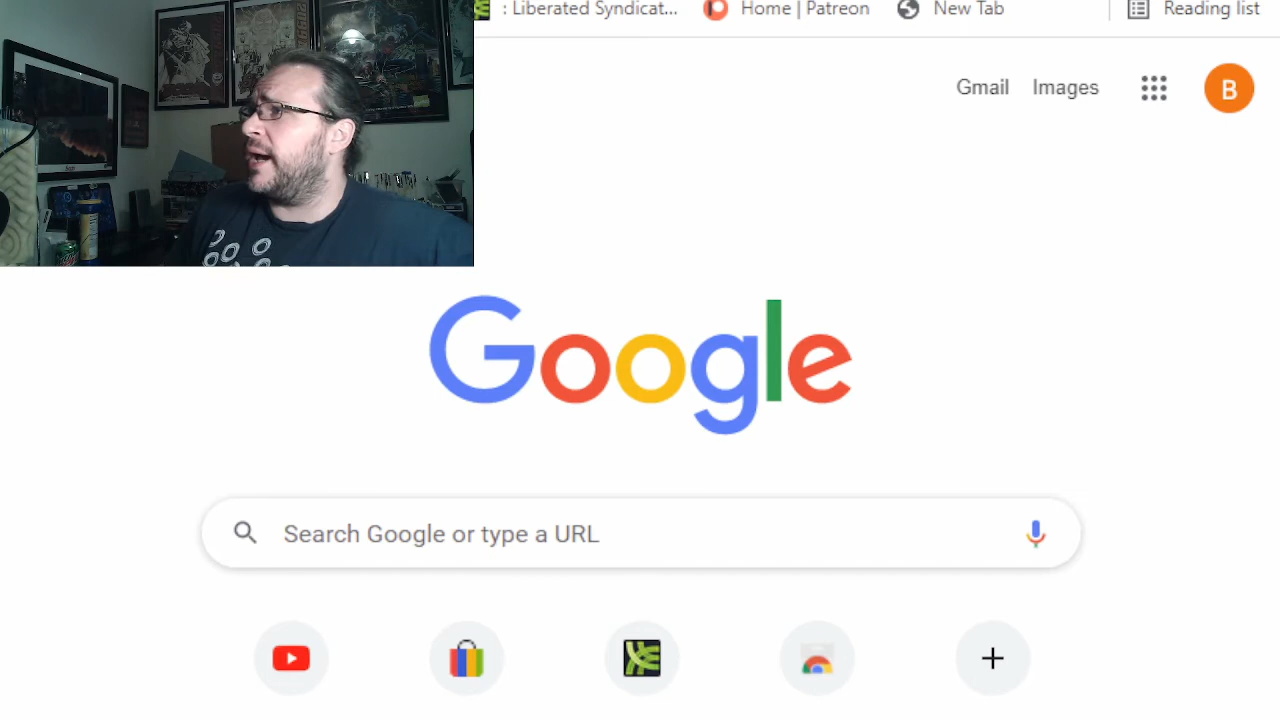 : Liberated Syndicat... Home | Patreon New Tab Reading list
Gmail Images B
Google
Search Google or type a URL